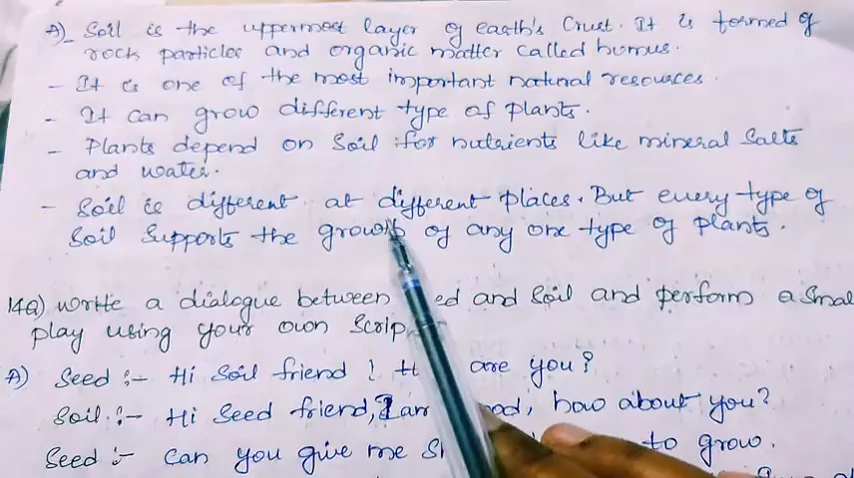 A)- Soil is the uppermost layer of earth's Crust. It is formed of
rock particles and organic matter called humus.
- It is one of the most important natural resources.
- It can grow different type of plants.
- Plants depend on Soil for nutrients like mineral Salts
and water.
- Soil is different at different places. But every type of
Soil Supports the growth of any one type of plants.
14Q) Write a dialogue between and Soil and perform a
play using your own
A) Seed :- Hi Soil friend ! are you?
Soil :- Hi Seed friend, how about you?
Seed :- Can you give me to grow.